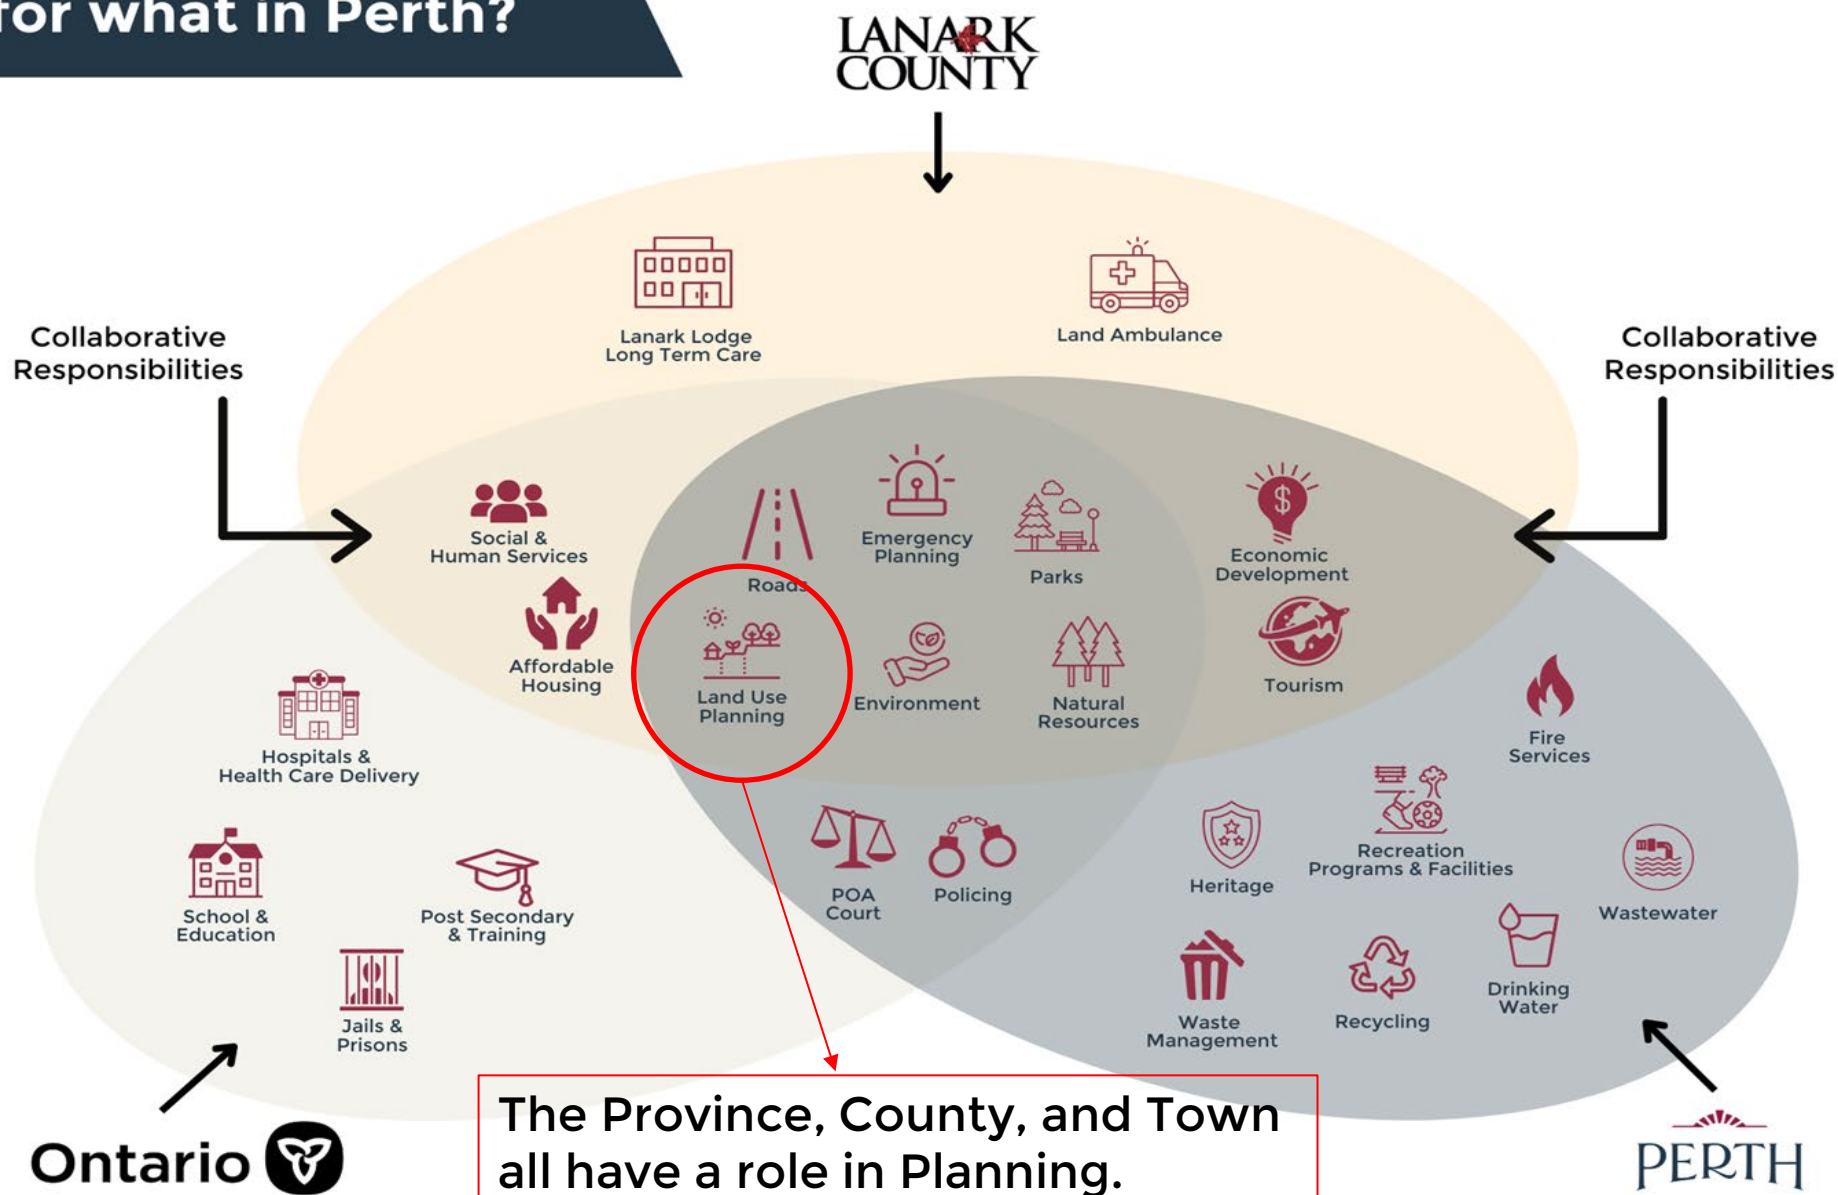 for what in Perth?
LANARK
COUNTY
Collaborative
Responsibilities
Collaborative
Responsibilities
Lanark Lodge
Long Term Care
Land Ambulance
Social &
Human Services
Affordable
Housing
Roads
Emergency
Planning
Parks
$
Economic
Development
Land Use
Planning
Environment
Natural
Resources
Tourism
Hospitals &
Health Care Delivery
School &
Education
Post Secondary
& Training
Jails &
Prisons
POA
Court
Policing
Fire
Services
Heritage
Recreation
Programs & Facilities
Wastewater
Waste
Management
Recycling
Drinking
Water
The Province, County, and Town
all have a role in Planning.
Ontario
PERTH